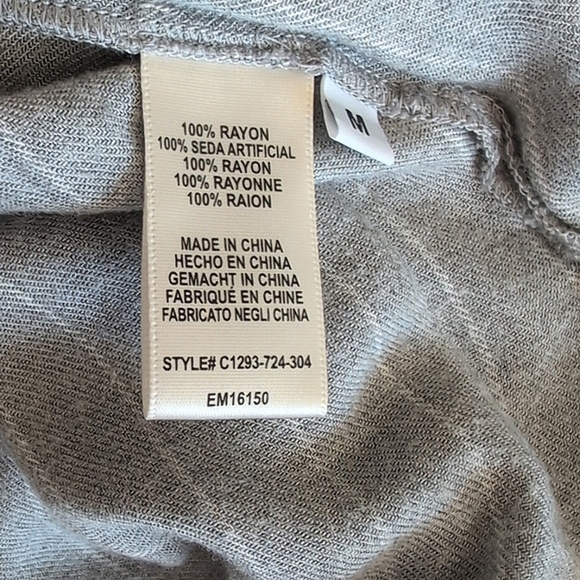 100% RAYON
100% SEDA ARTIFICIAL
100% RAYON
100% RAYONNE
100% RAION
MADE IN CHINA
HECHO EN CHINA
GEMACHT IN CHINA
FABRIQUÉ EN CHINE
FABRICATO NEGLI CHINA
STYLE# C1293-724-304
EM16150
M